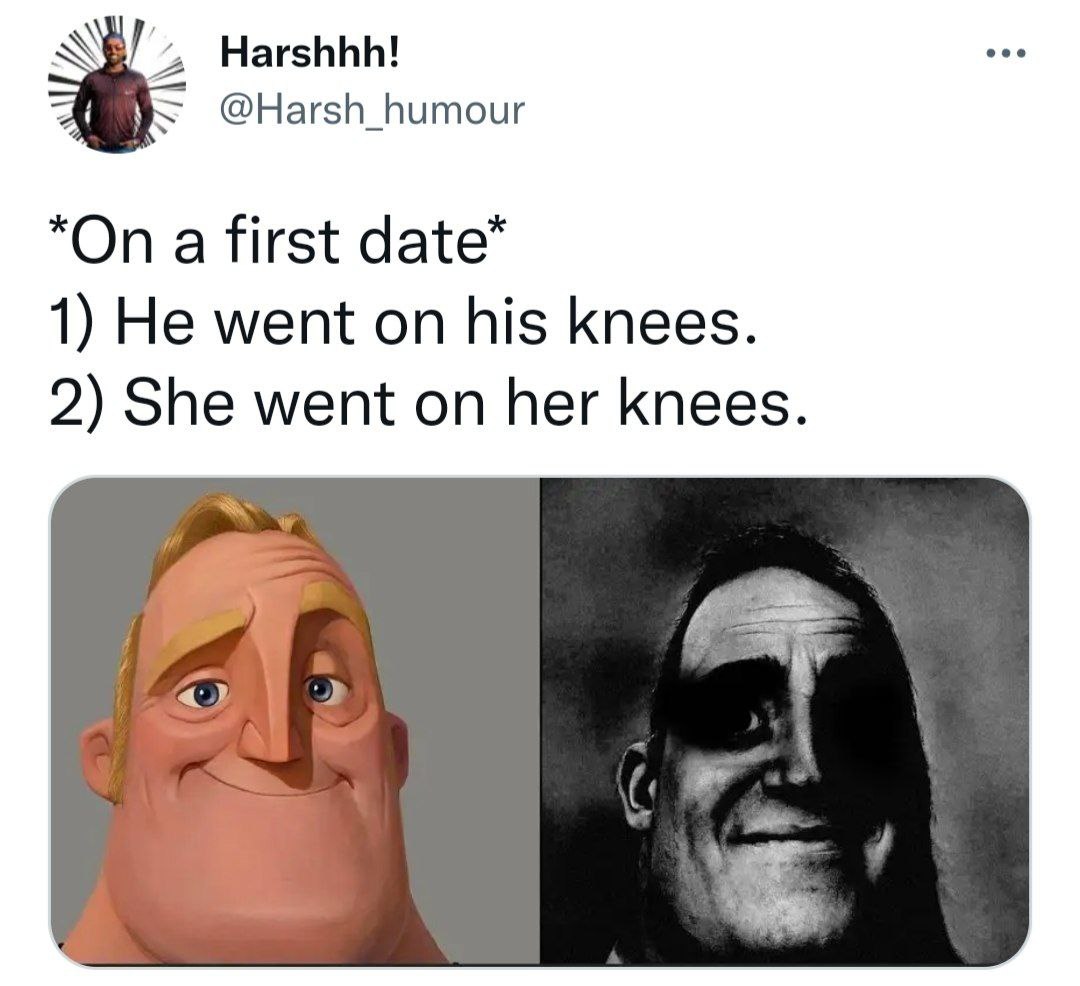 Harshhh!
@Harsh_humour
*On a first date*
1) He went on his knees.
2) She went on her knees.